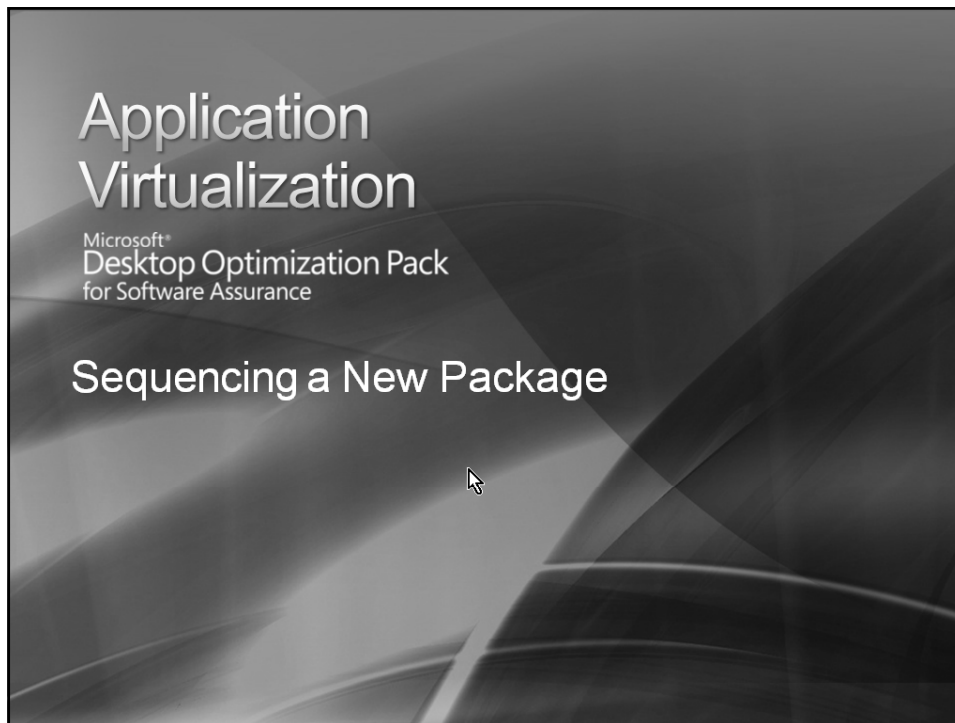 Application
Virtualization
Microsoft®
Desktop Optimization Pack
for Software Assurance
Sequencing a New Package